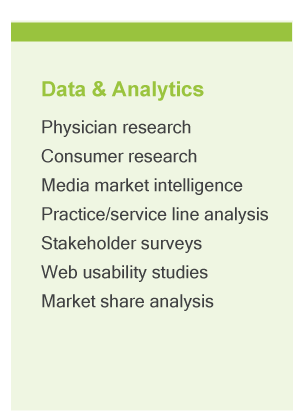 Data & Analytics
Physician research
Consumer research
Media market intelligence
Practice/service line analysis
Stakeholder surveys
Web usability studies
Market share analysis